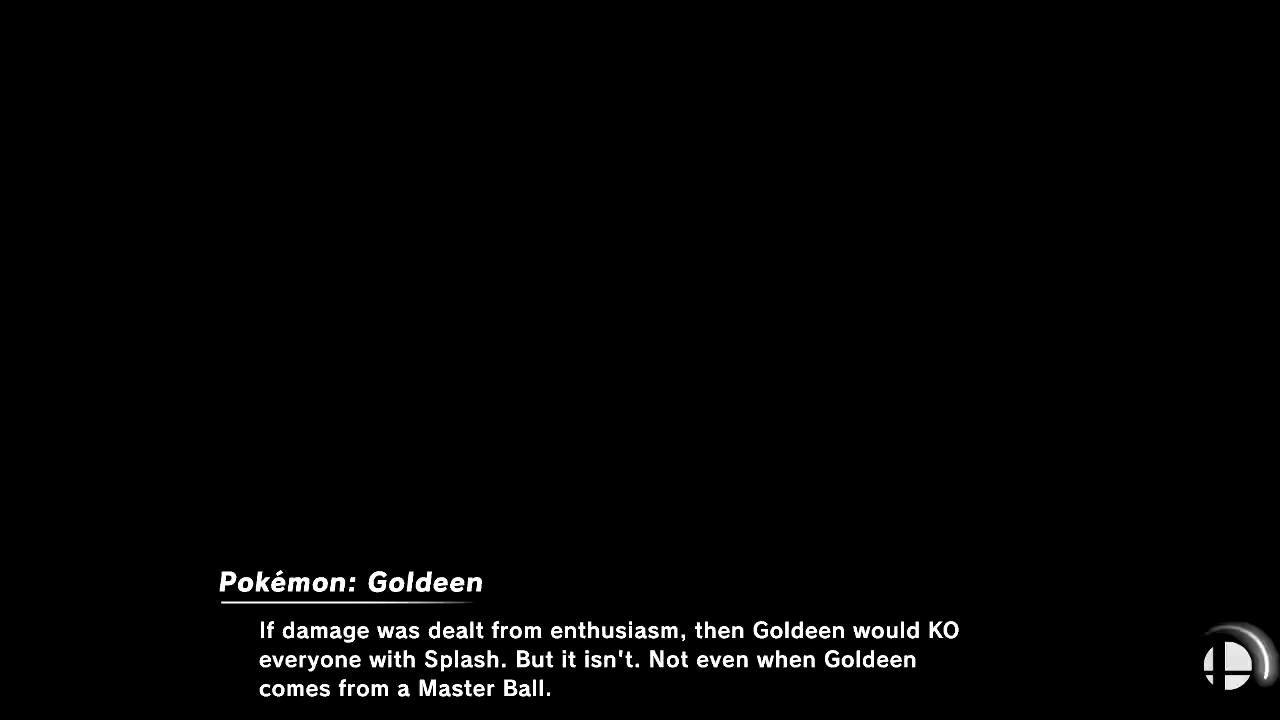 Pokémon: Goldeen
If damage was dealt from enthusiasm, then Goldeen would KO
everyone with Splash. But it isn't. Not even when Goldeen
comes from a Master Ball.